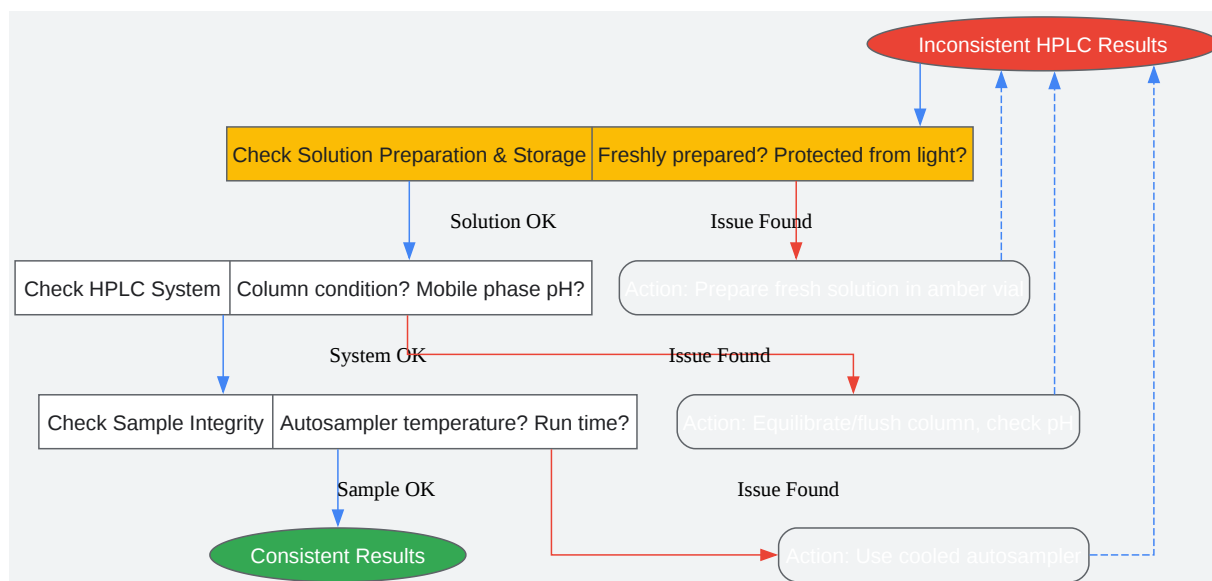 Inconsistent HPLC Results
Check Solution Preparation & Storage
Freshly prepared? Protected from light?
Solution OK
Issue Found
Check HPLC System
Column condition? Mobile phase pH?
Action: Prepare fresh solution in amber vial
System OK
Issue Found
Check Sample Integrity
Autosampler temperature? Run time?
Action: Equilibrate/flush column, check pH
Sample OK
Issue Found
Consistent Results
Action: Use cooled autosampler